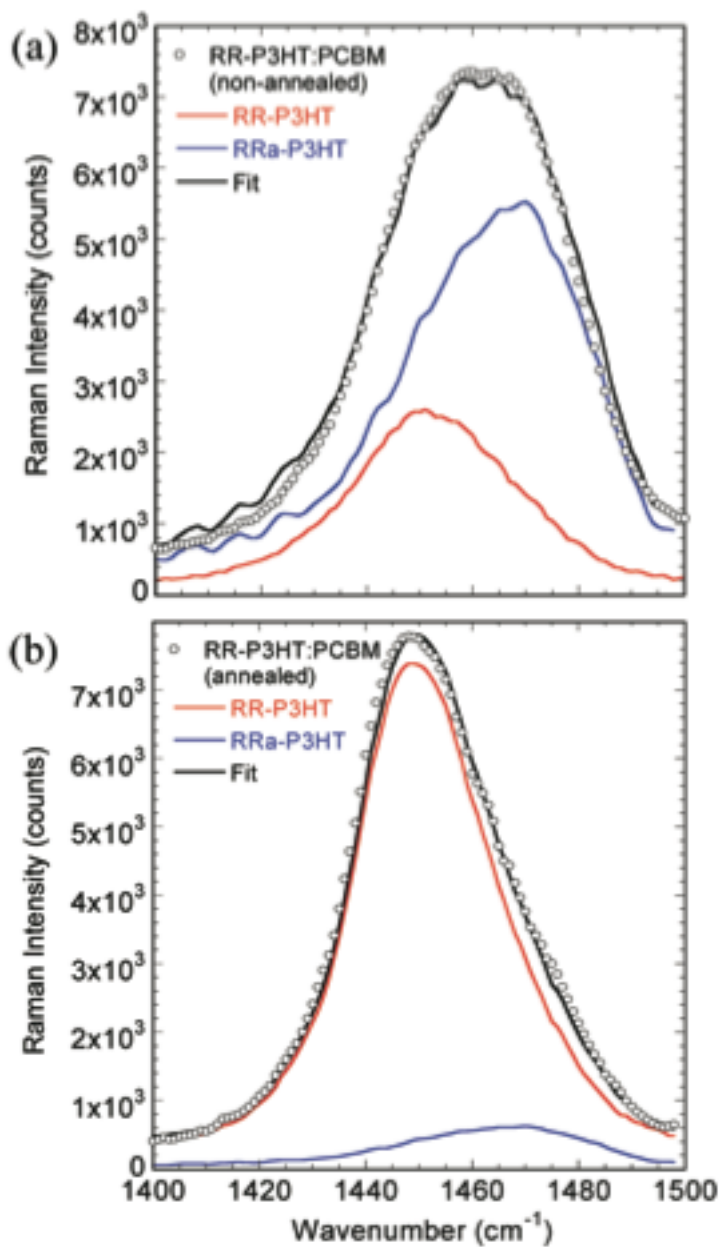 (a)
8x10³
7x10³
6x10³
5x10³
4x10³
3x10³
2x10³
1x10³
0
Raman Intensity (counts)
RR-P3HT:PCBM
(non-annealed)
RR-P3HT
RRa-P3HT
Fit
(b)
7x10³
6x10³
5x10³
4x10³
3x10³
2x10³
1x10³
0
Raman Intensity (counts)
RR-P3HT:PCBM
(annealed)
RR-P3HT
RRa-P3HT
Fit
1400 1420 1440 1460 1480 1500
Wavenumber (cm⁻¹)